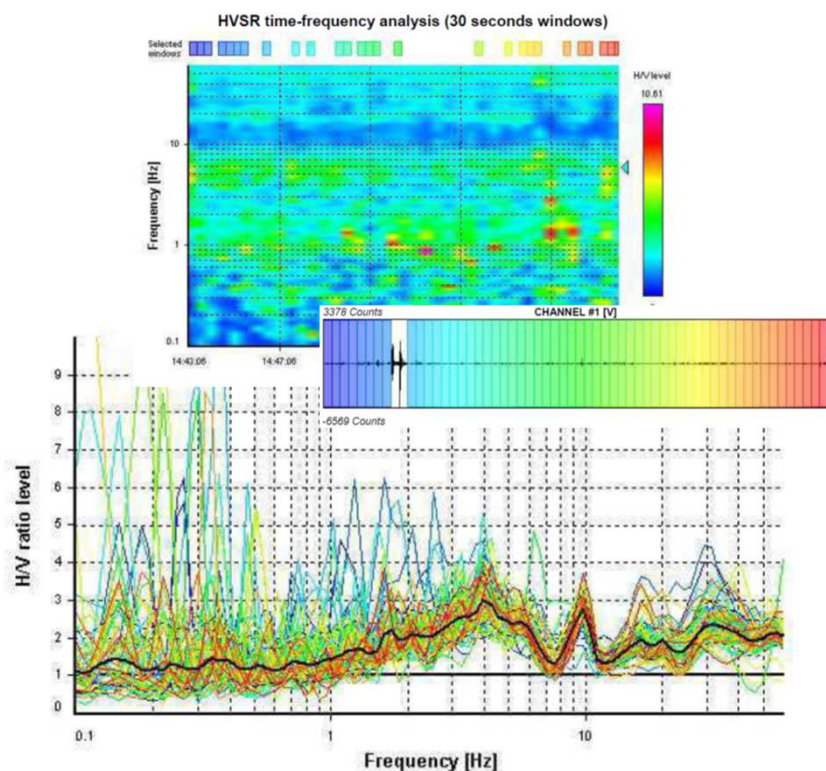 HVSR time-frequency analysis (30 seconds windows)
Selected
windows
H/V level
10.61
10
1
0.1
Frequency [Hz]
14:43:06
14:47:06
3378 Counts
CHANNEL #1 [V]
-6569 Counts
9
8
7
6
5
4
3
2
1
0
H/V ratio level
0.1
1
10
Frequency [Hz]